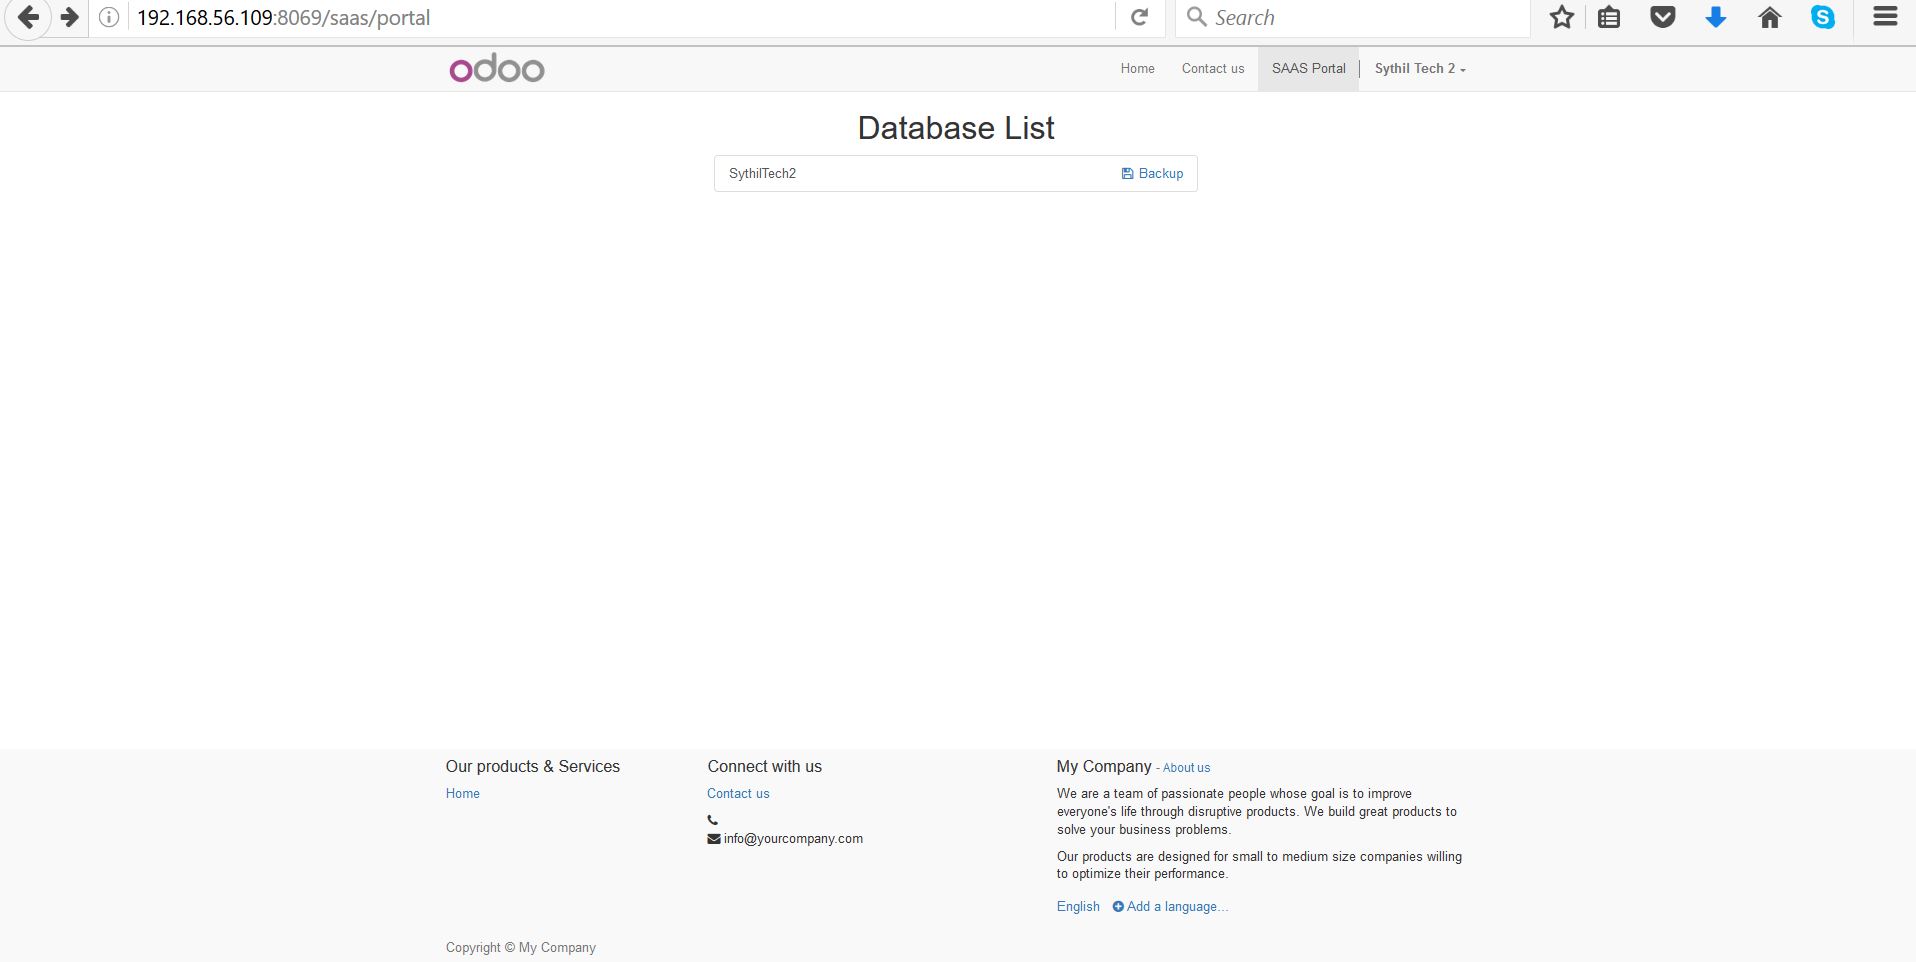 192.168.56.109:8069/saas/portal
Search
S
odoo
Home
Contact us
SAAS Portal
Sythil Tech 2
Database List
SythilTech2
Backup
Our products & Services
Home
Connect with us
Contact us
info@yourcompany.com
My Company - About us
We are a team of passionate people whose goal is to improve
everyone's life through disruptive products. We build great products to
solve your business problems.
Our products are designed for small to medium size companies willing
to optimize their performance.
English
Add a language...
Copyright © My Company